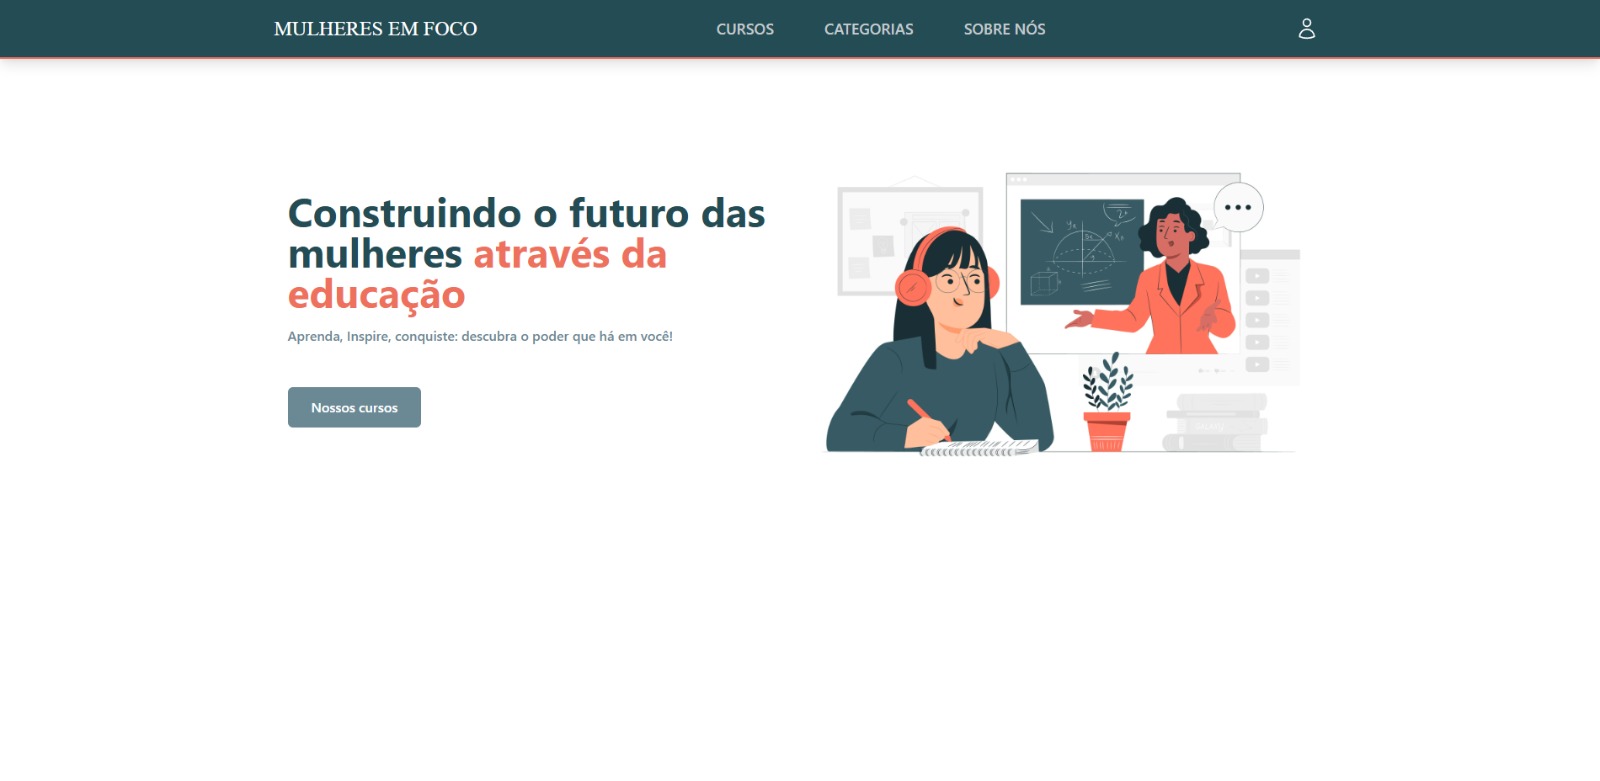 MULHERES EM FOCO
CURSOS
CATEGORIAS
SOBRE NÓS
Construindo o futuro das
mulheres através da
educação
Aprenda, Inspire, conquiste: descubra o poder que há em você!
Nossos cursos